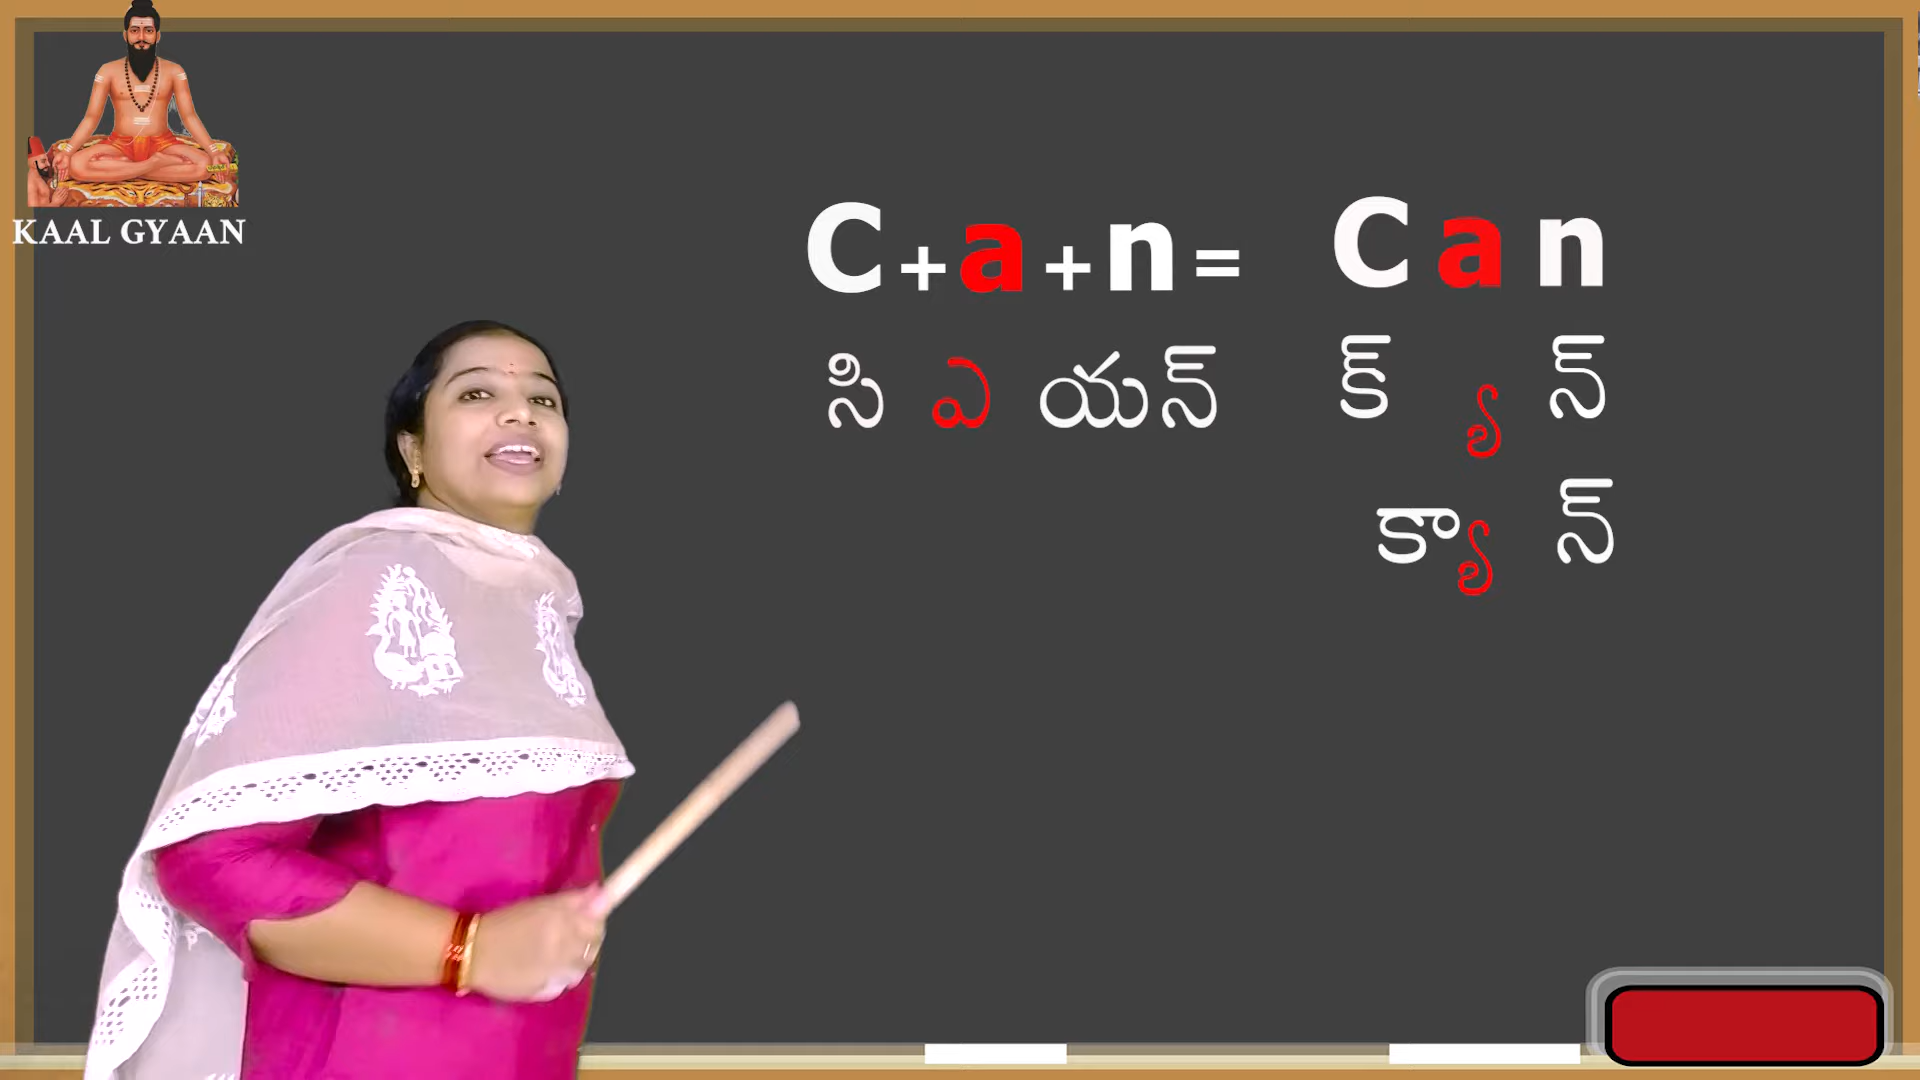 KAAL GYAAN
C+a+n= Can
సి ఎ యన్ క్ ్య న్
క్యాన్